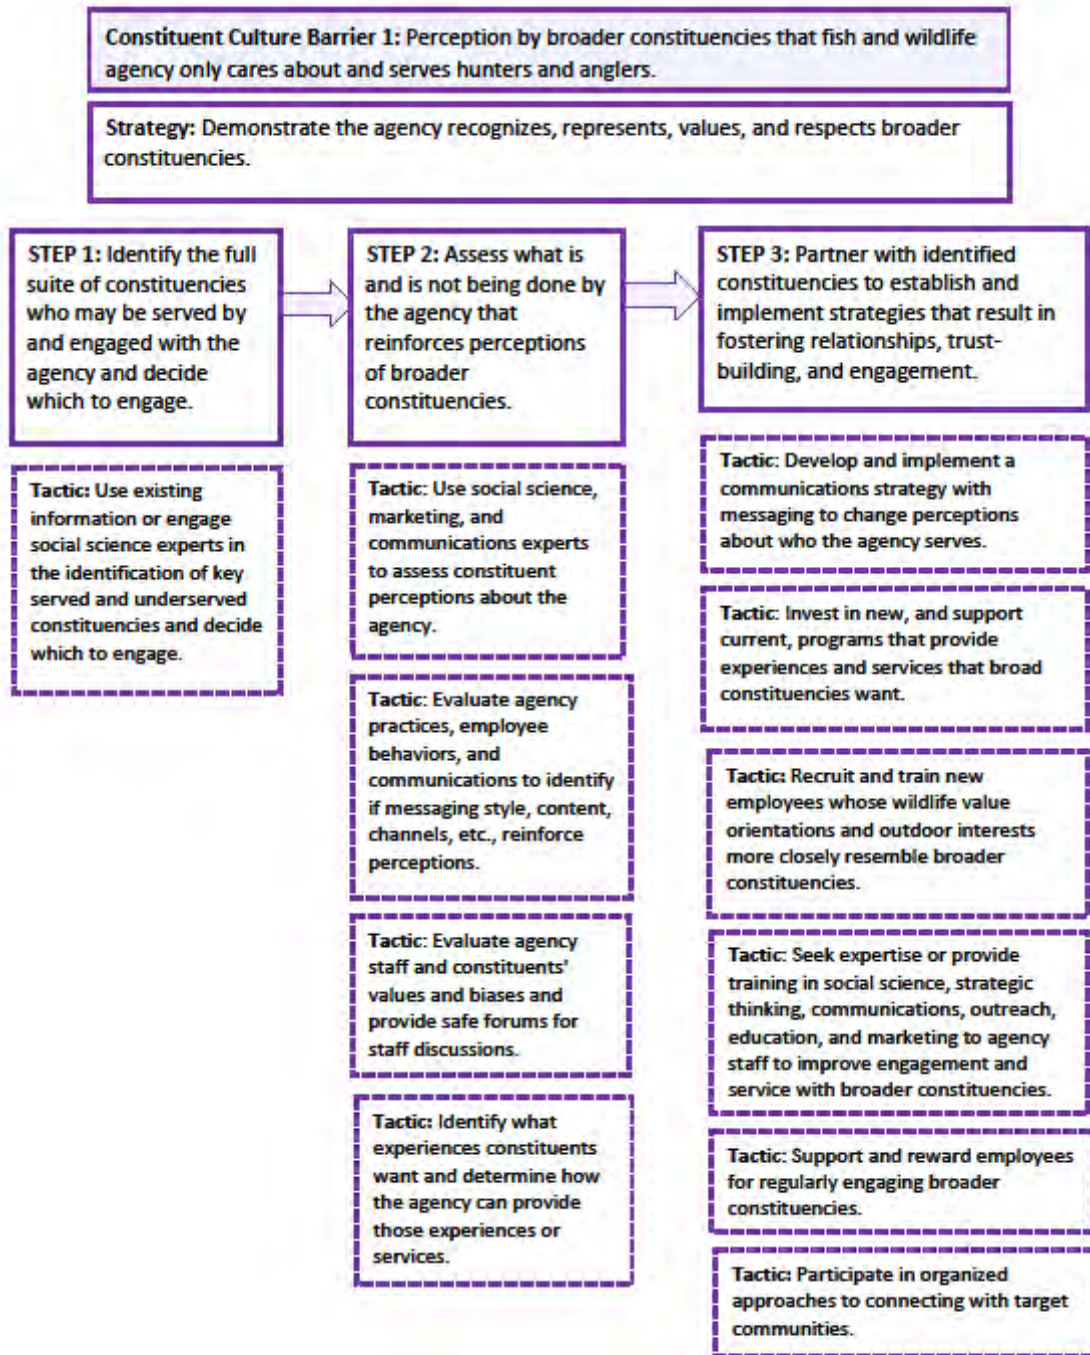 Constituent Culture Barrier 1: Perception by broader constituencies that fish and wildlife
agency only cares about and serves hunters and anglers.
Strategy: Demonstrate the agency recognizes, represents, values, and respects broader
constituencies.
STEP 1: Identify the full
suite of constituencies
who may be served by
and engaged with the
agency and decide
which to engage.
Tactic: Use existing
information or engage
social science experts in
the identification of key
served and underserved
constituencies and decide
which to engage.
STEP 2: Assess what is
and is not being done by
the agency that
reinforces perceptions
of broader
constituencies.
Tactic: Use social science,
marketing, and
communications experts
to assess constituent
perceptions about the
agency.
Tactic: Evaluate agency
practices, employee
behaviors, and
communications to identify
if messaging style, content,
channels, etc., reinforce
perceptions.
Tactic: Evaluate agency
staff and constituents'
values and biases and
provide safe forums for
staff discussions.
Tactic: Identify what
experiences constituents
want and determine how
the agency can provide
those experiences or
services.
STEP 3: Partner with identified
constituencies to establish and
implement strategies that result in
fostering relationships, trust-
building, and engagement.
Tactic: Develop and implement a
communications strategy with
messaging to change perceptions
about who the agency serves.
Tactic: Invest in new, and support
current, programs that provide
experiences and services that broad
constituencies want.
Tactic: Recruit and train new
employees whose wildlife value
orientations and outdoor interests
more closely resemble broader
constituencies.
Tactic: Seek expertise or provide
training in social science, strategic
thinking, communications, outreach,
education, and marketing to agency
staff to improve engagement and
service with broader constituencies.
Tactic: Support and reward employees
for regularly engaging broader
constituencies.
Tactic: Participate in organized
approaches to connecting with target
communities.